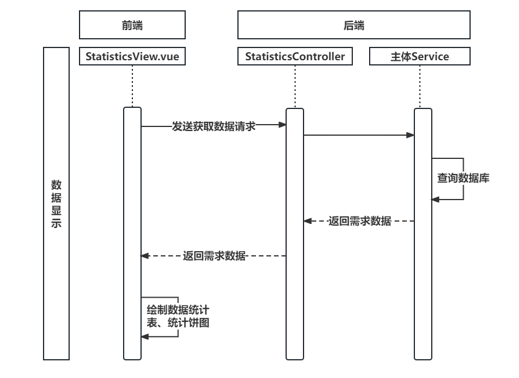 前端
后端
StatisticsView.vue
StatisticsController
主体Service
数据显示
发送获取数据请求
查询数据库
返回需求数据
返回需求数据
绘制数据统计
表、统计饼图